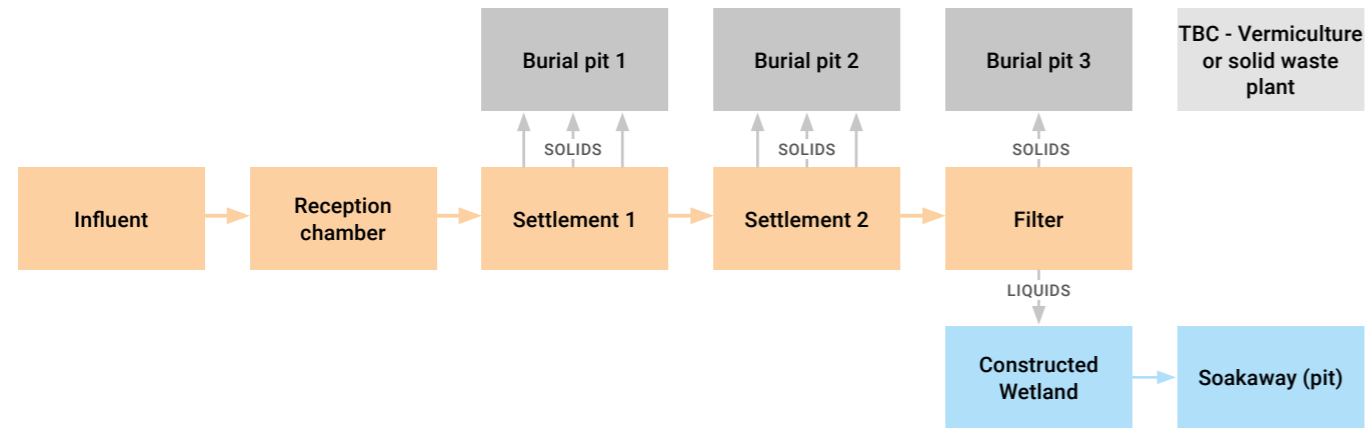 Burial pit 1
Burial pit 2
Burial pit 3
TBC - Vermiculture
or solid waste
plant
SOLIDS
SOLIDS
SOLIDS
Influent
Reception
chamber
Settlement 1
Settlement 2
Filter
LIQUIDS
Constructed
Wetland
Soakaway (pit)